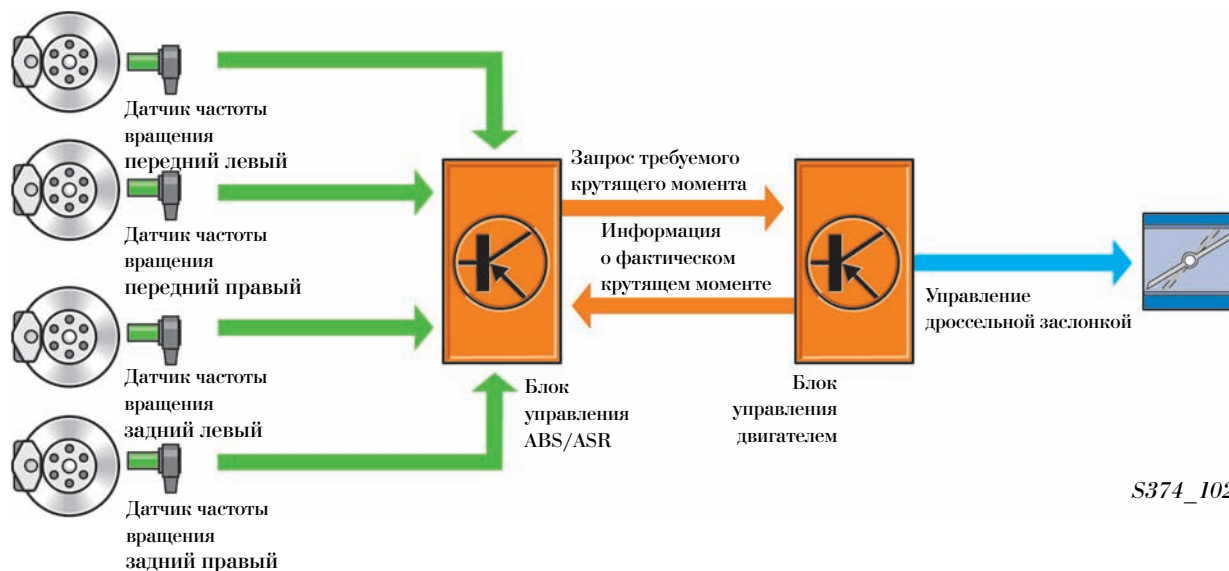 Датчик частоты
вращения
передний левый
Датчик частоты
вращения
передний правый
Датчик частоты
вращения
задний левый
Датчик частоты
вращения
задний правый
Запрос требуемого
крутящего момента
Информация
о фактическом
крутящем моменте
Блок
управления
ABS/ASR
Блок
управления
двигателем
Управление
дроссельной заслонкой
S374_102